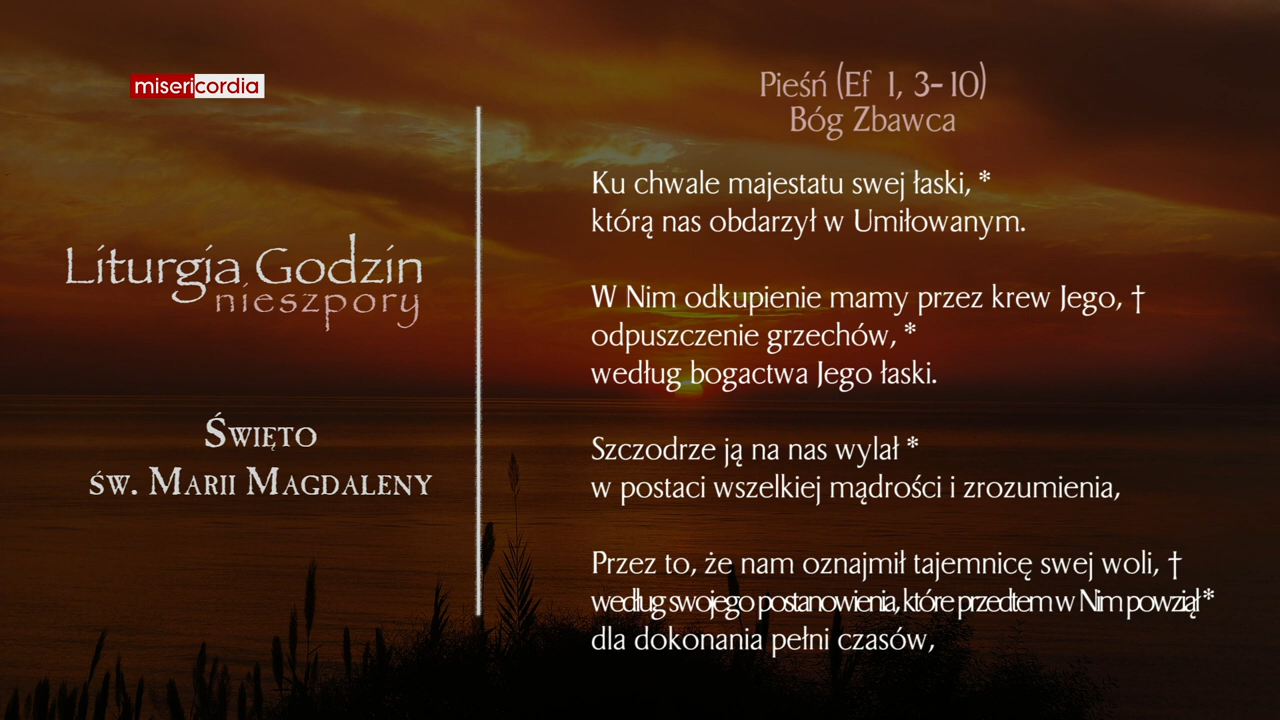 misericordia
Liturgia Godzin
nieszpory
Święto
św. Marii Magdaleny
Pieśń (Ef 1, 3-10)
Bóg Zbawca
Ku chwale majestatu swej łaski, *
którą nas obdarzył w Umiłowanym.
W Nim odkupienie mamy przez krew Jego, †
odpuszczenie grzechów, *
według bogactwa Jego łaski.
Szczodrze ją na nas wylał *
w postaci wszelkiej mądrości i zrozumienia,
Przez to, że nam oznajmił tajemnicę swej woli, †
według swojego postanowienia, które przedtem w Nim powziął *
dla dokonania pełni czasów,